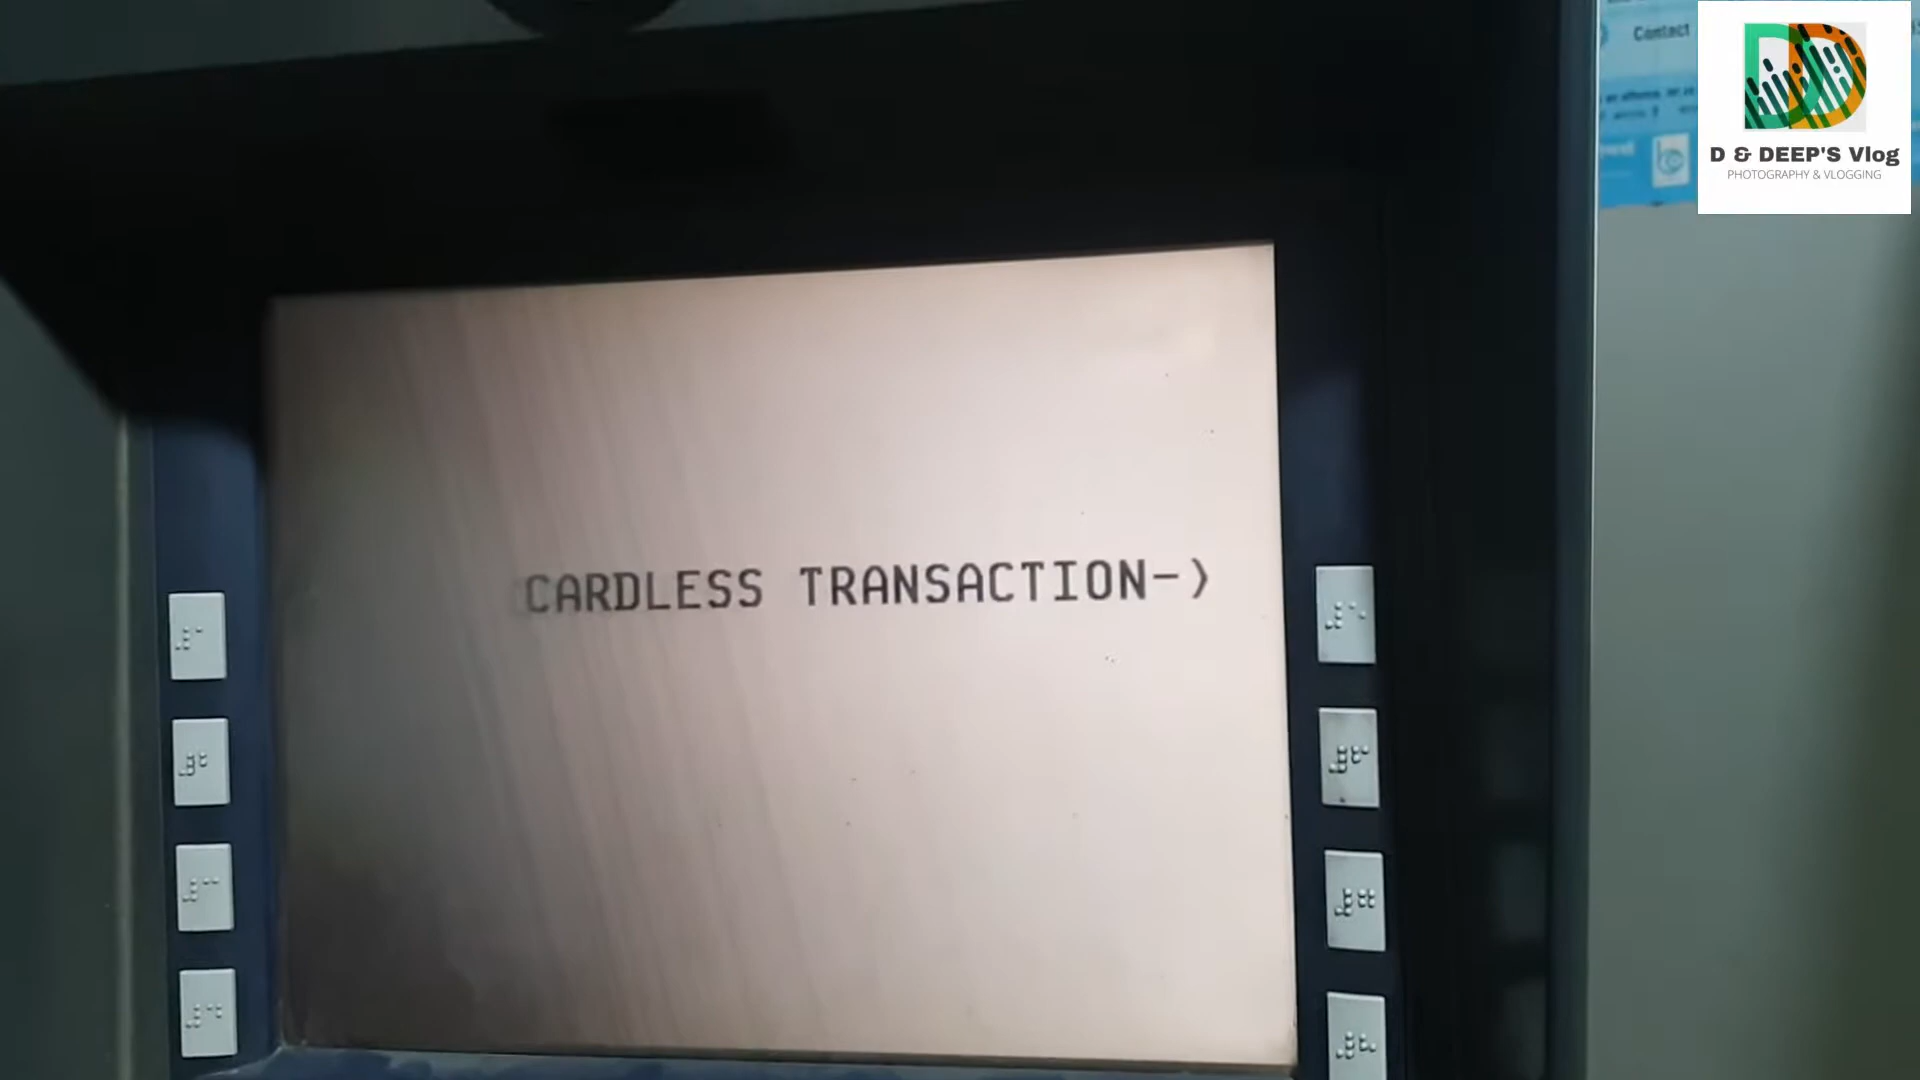 Contact
D & DEEP'S Vlog
PHOTOGRAPHY & VLOGGING
CARDLESS TRANSACTION-)